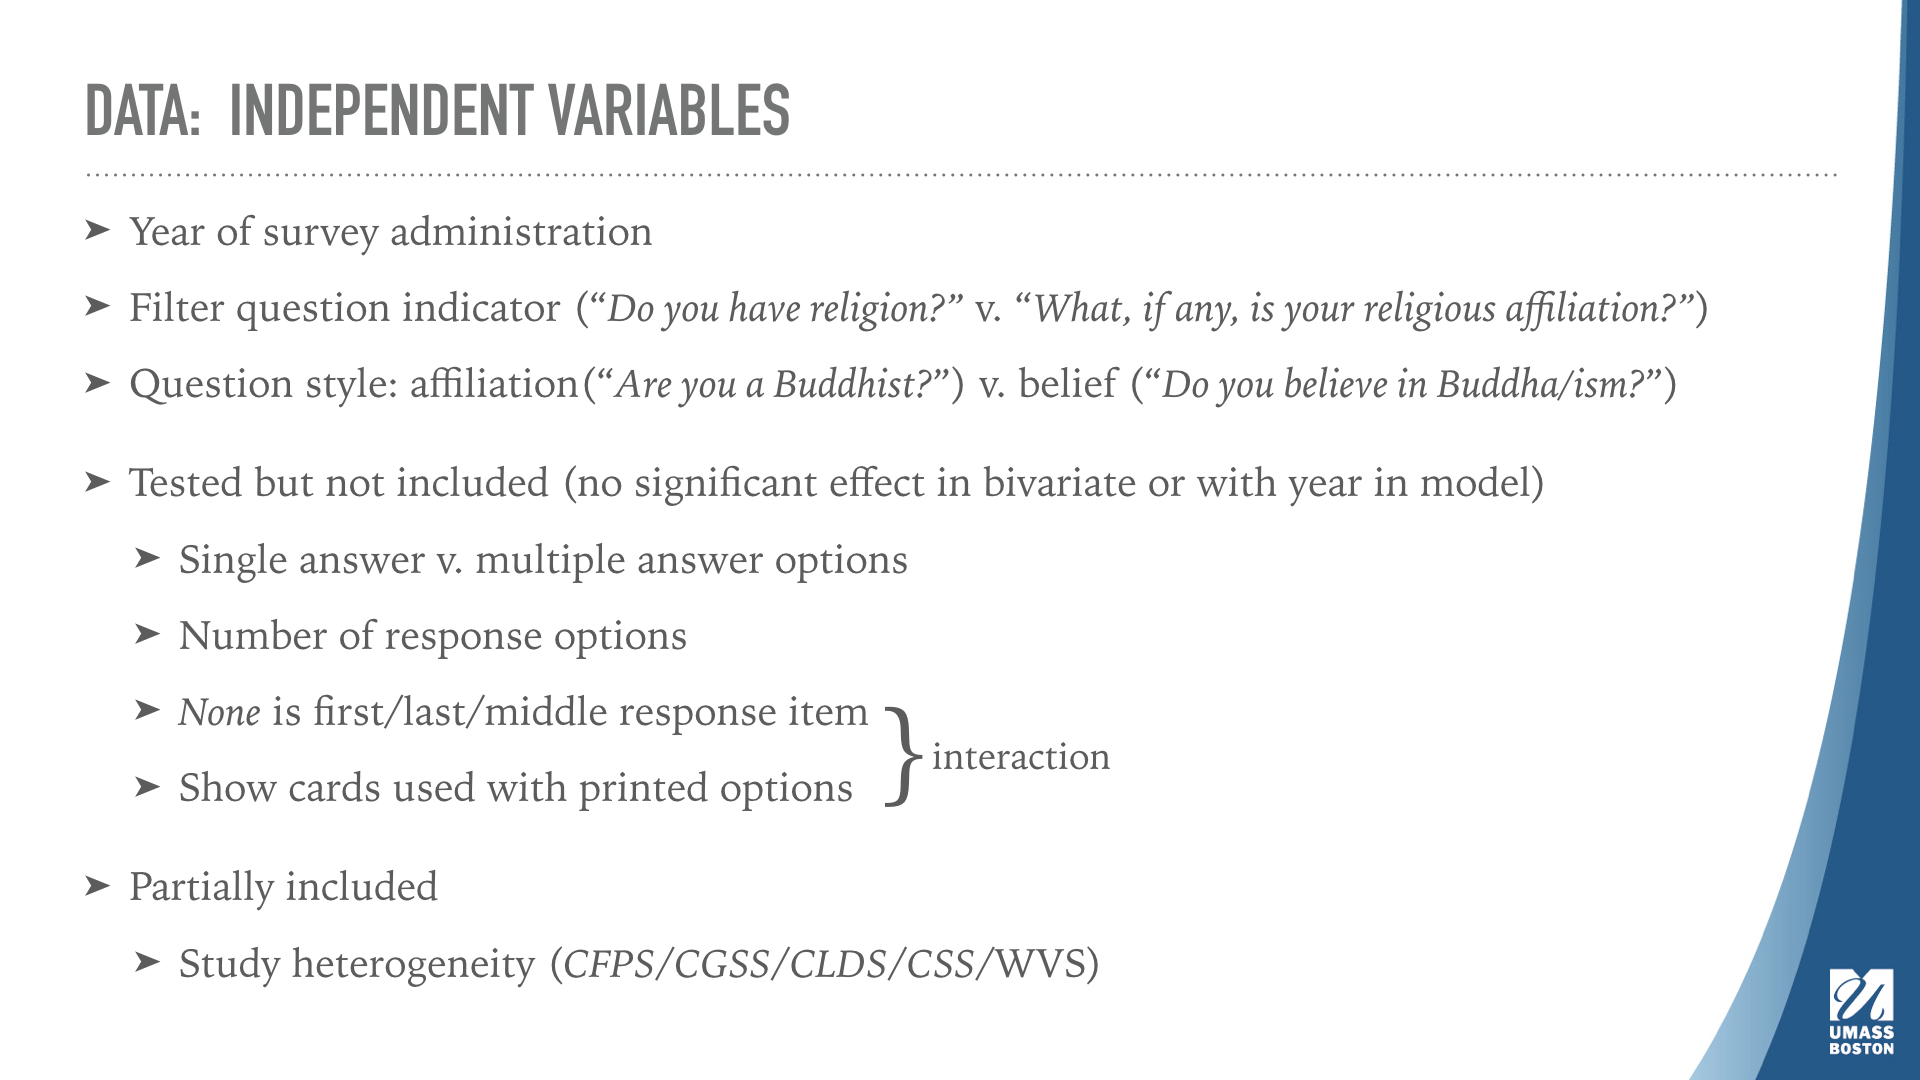 DATA: INDEPENDENT VARIABLES
➤ Year of survey administration
➤ Filter question indicator (“Do you have religion?” v. “What, if any, is your religious affiliation?”)
➤ Question style: affiliation(“Are you a Buddhist?”) v. belief (“Do you believe in Buddha/ism?”)
➤ Tested but not included (no significant effect in bivariate or with year in model)
➤ Single answer v. multiple answer options
➤ Number of response options
➤ None is first/last/middle response item
➤ Show cards used with printed options
} interaction
➤ Partially included
➤ Study heterogeneity (CFPS/CGSS/CLDS/CSS/WVS)
UMASS
BOSTON